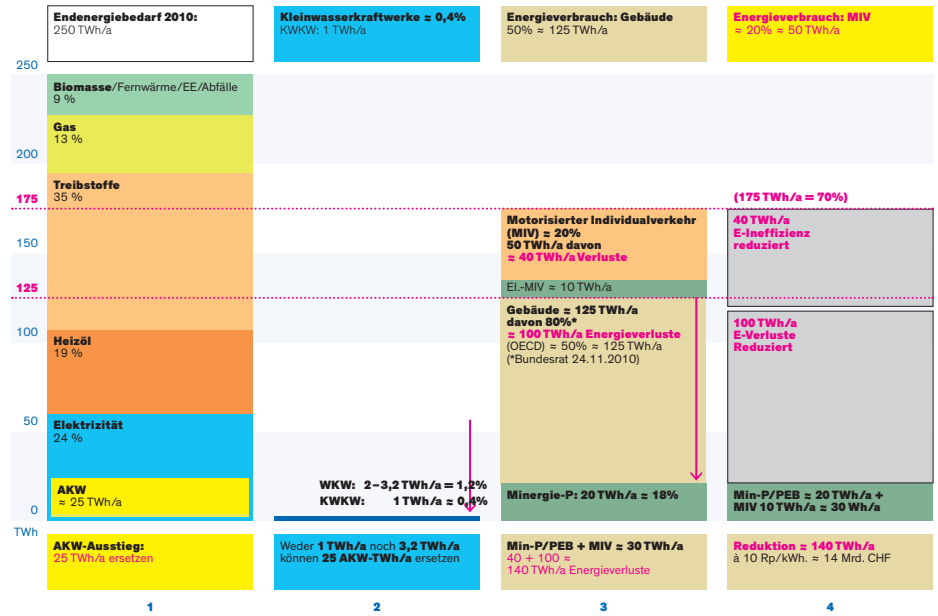 Endenergiebedarf 2010:
250 TWh/a
Kleinwasserkraftwerke ≈ 0,4%
KWKW: 1 TWh/a
Energieverbrauch: Gebäude
50% ≈ 125 TWh/a
Energieverbrauch: MIV
≈ 20% ≈ 50 TWh/a
250
200
175
150
125
100
50
0
TWh
Biomasse/Fernwärme/EE/Abfälle
9 %
Gas
13 %
Treibstoffe
35 %
Heizöl
19 %
Elektrizität
24 %
AKW
≈ 25 TWh/a
AKW-Ausstieg:
25 TWh/a ersetzen
1
WKW: 2–3,2 TWh/a = 1,2%
KWKW: 1 TWh/a ≈ 0,4%
Weder 1 TWh/a noch 3,2 TWh/a
können 25 AKW-TWh/a ersetzen
2
Motorisierter Individualverkehr
(MIV) ≈ 20%
50 TWh/a davon
≈ 40 TWh/a Verluste
El.-MIV ≈ 10 TWh/a
Gebäude ≈ 125 TWh/a
davon 80%*
≈ 100 TWh/a Energieverluste
(OECD) ≈ 50% ≈ 125 TWh/a
(*Bundesrat 24.11.2010)
Minergie-P: 20 TWh/a ≈ 18%
Min-P/PEB + MIV ≈ 30 TWh/a
40 + 100 ≈
140 TWh/a Energieverluste
3
(175 TWh/a = 70%)
40 TWh/a
E-Ineffizienz
reduziert
100 TWh/a
E-Verluste
Reduziert
Min-P/PEB ≈ 20 TWh/a +
MIV 10 TWh/a ≈ 30 Wh/a
Reduktion ≈ 140 TWh/a
à 10 Rp/kWh. ≈ 14 Mrd. CHF
4